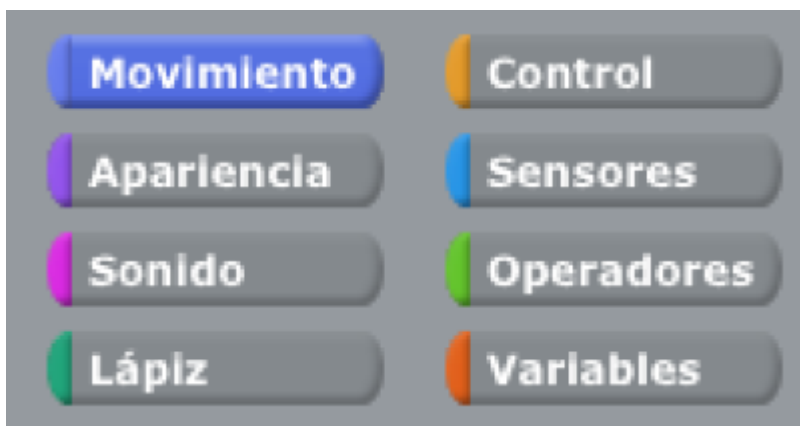 Movimiento
Control
Apariencia
Sensores
Sonido
Operadores
Lápiz
Variables